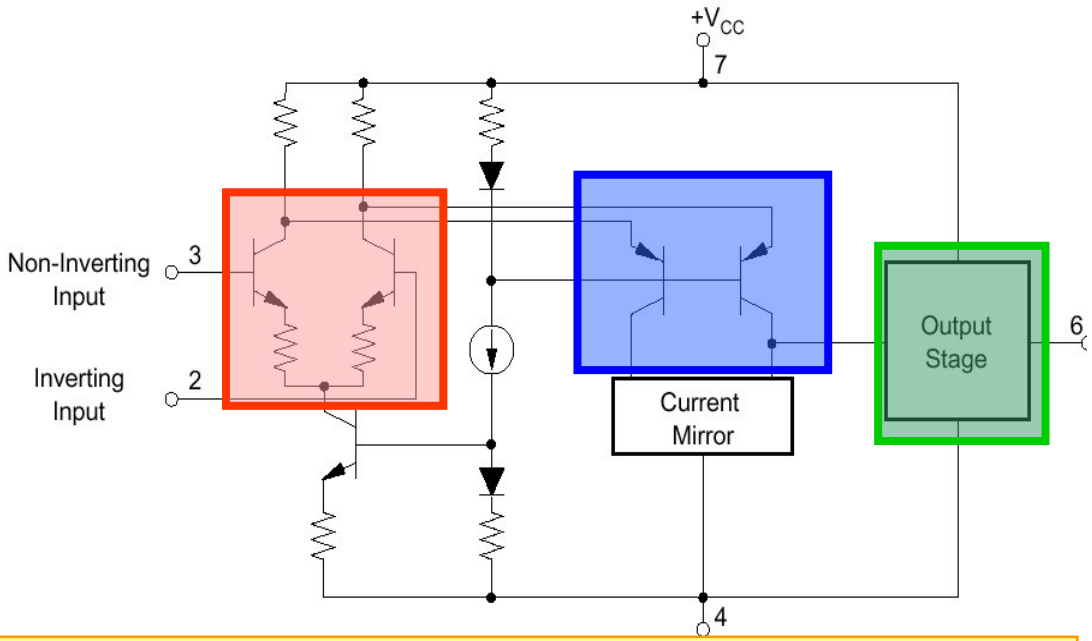 +VCC
7
3
Non-Inverting
Input
Inverting
Input
2
Current
Mirror
Output
Stage
6
4